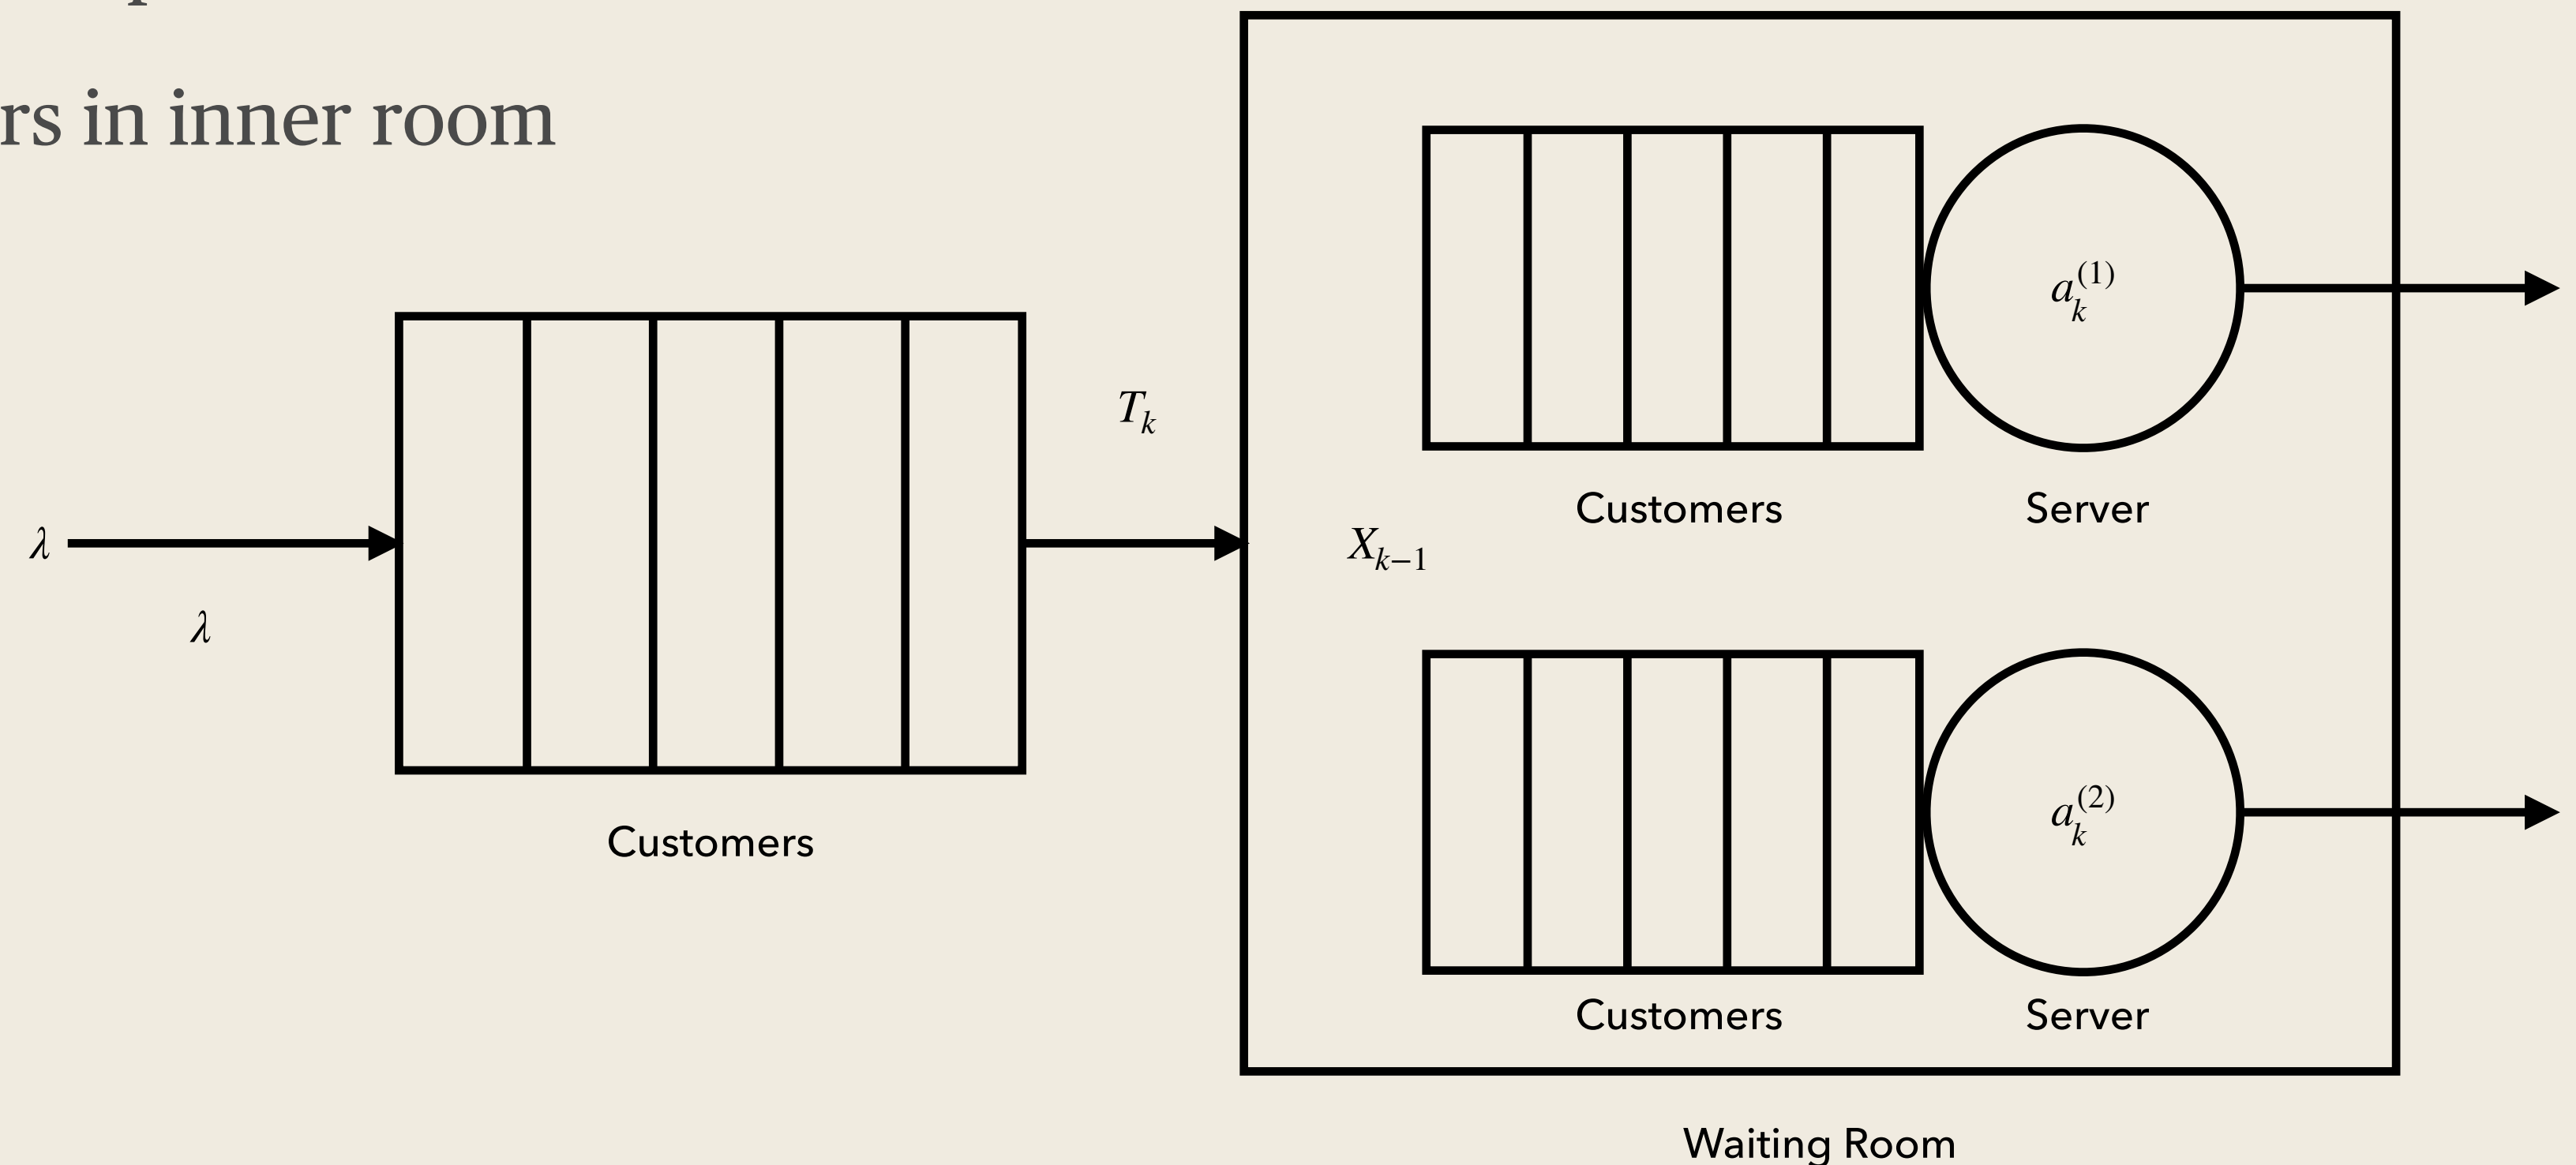 rs in inner room
λ
λ
Customers
T_k
X_{k−1}
a_k^{(1)}
Customers
Server
a_k^{(2)}
Customers
Server
Waiting Room